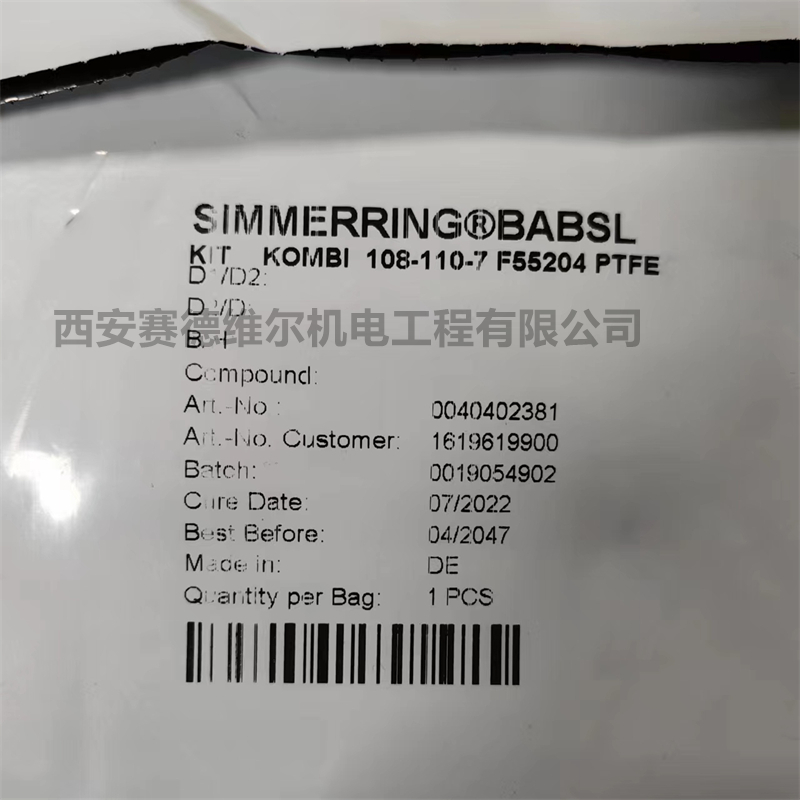 SIMMERRING®BABSL
KIT KOMBI 108-110-7 F55204 PTFE
D1/D2:
西安赛德维尔机电工程有限公司
Compound:
Art.-No : 0040402381
Art.-No. Customer: 1619619900
Batch: 0019054902
Cure Date: 07/2022
Best Before: 04/2047
Made in: DE
Quantity per Bag: 1 PCS